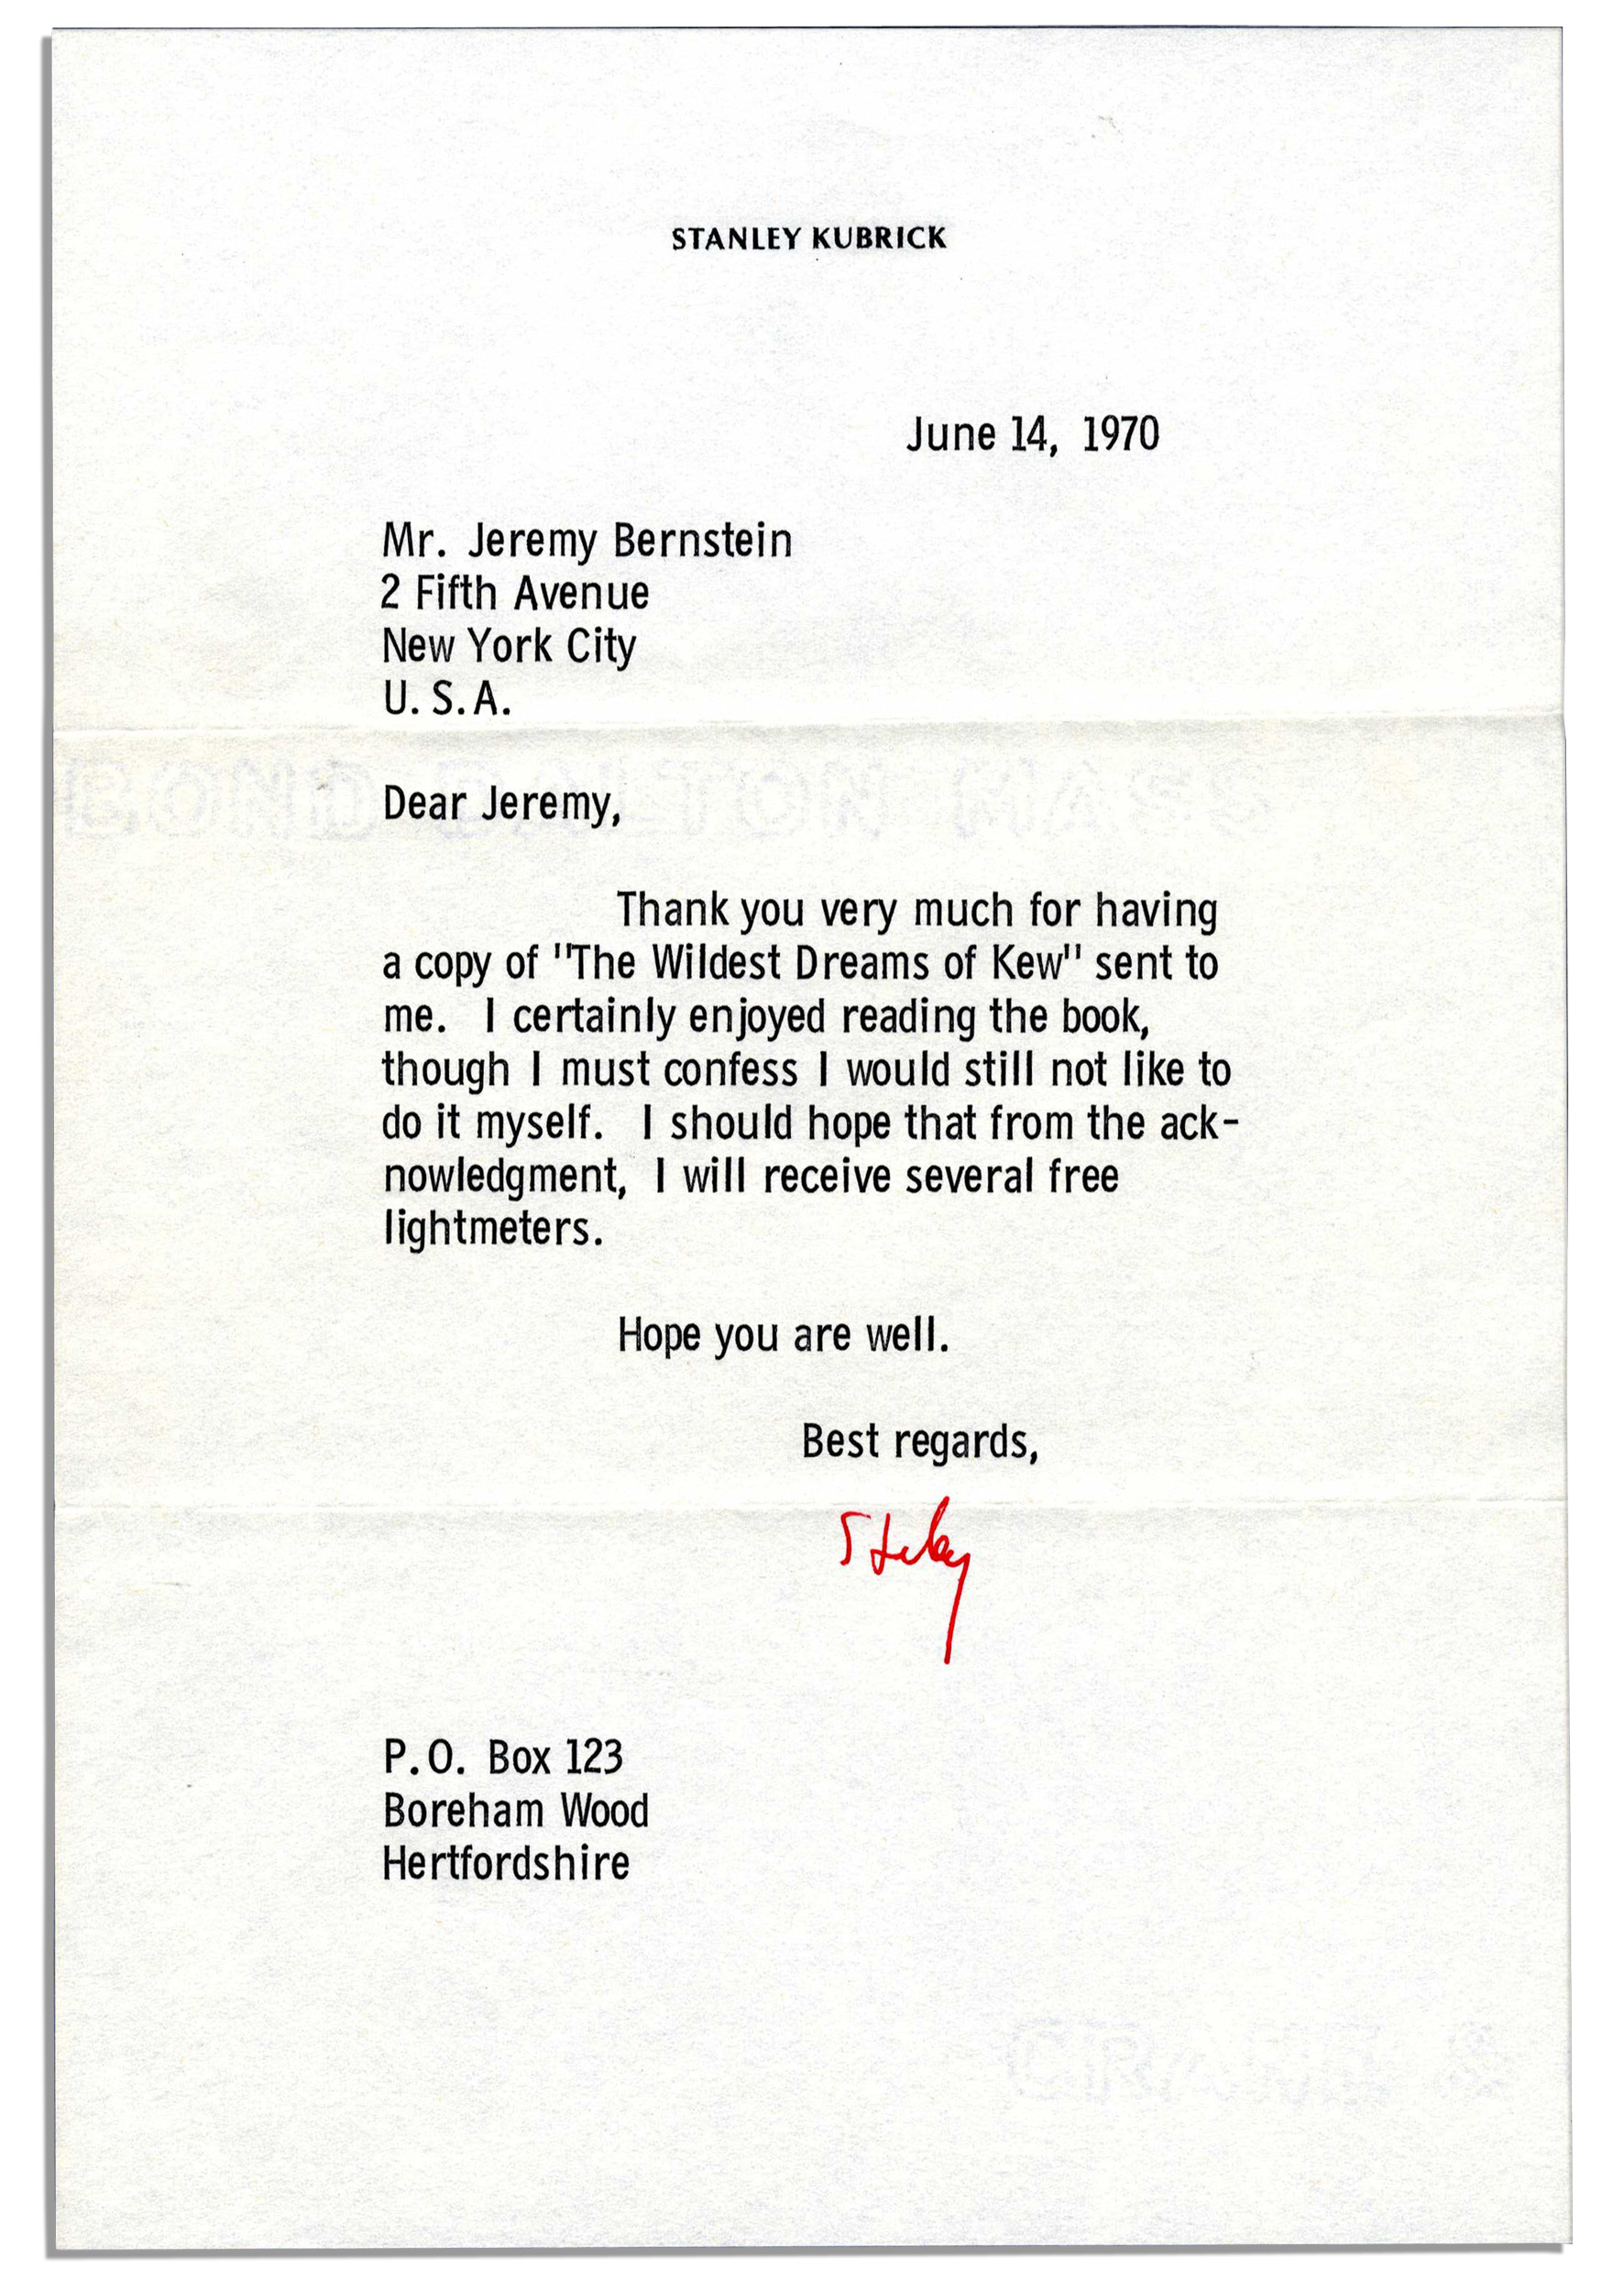 STANLEY KUBRICK
June 14, 1970
Mr. Jeremy Bernstein
2 Fifth Avenue
New York City
U. S. A.
Dear Jeremy,
Thank you very much for having
a copy of "The Wildest Dreams of Kew" sent to
me. I certainly enjoyed reading the book,
though I must confess I would still not like to
do it myself. I should hope that from the ack-
nowledgment, I will receive several free
lightmeters.
Hope you are well.
Best regards,
Stanley
P. O. Box 123
Boreham Wood
Hertfordshire